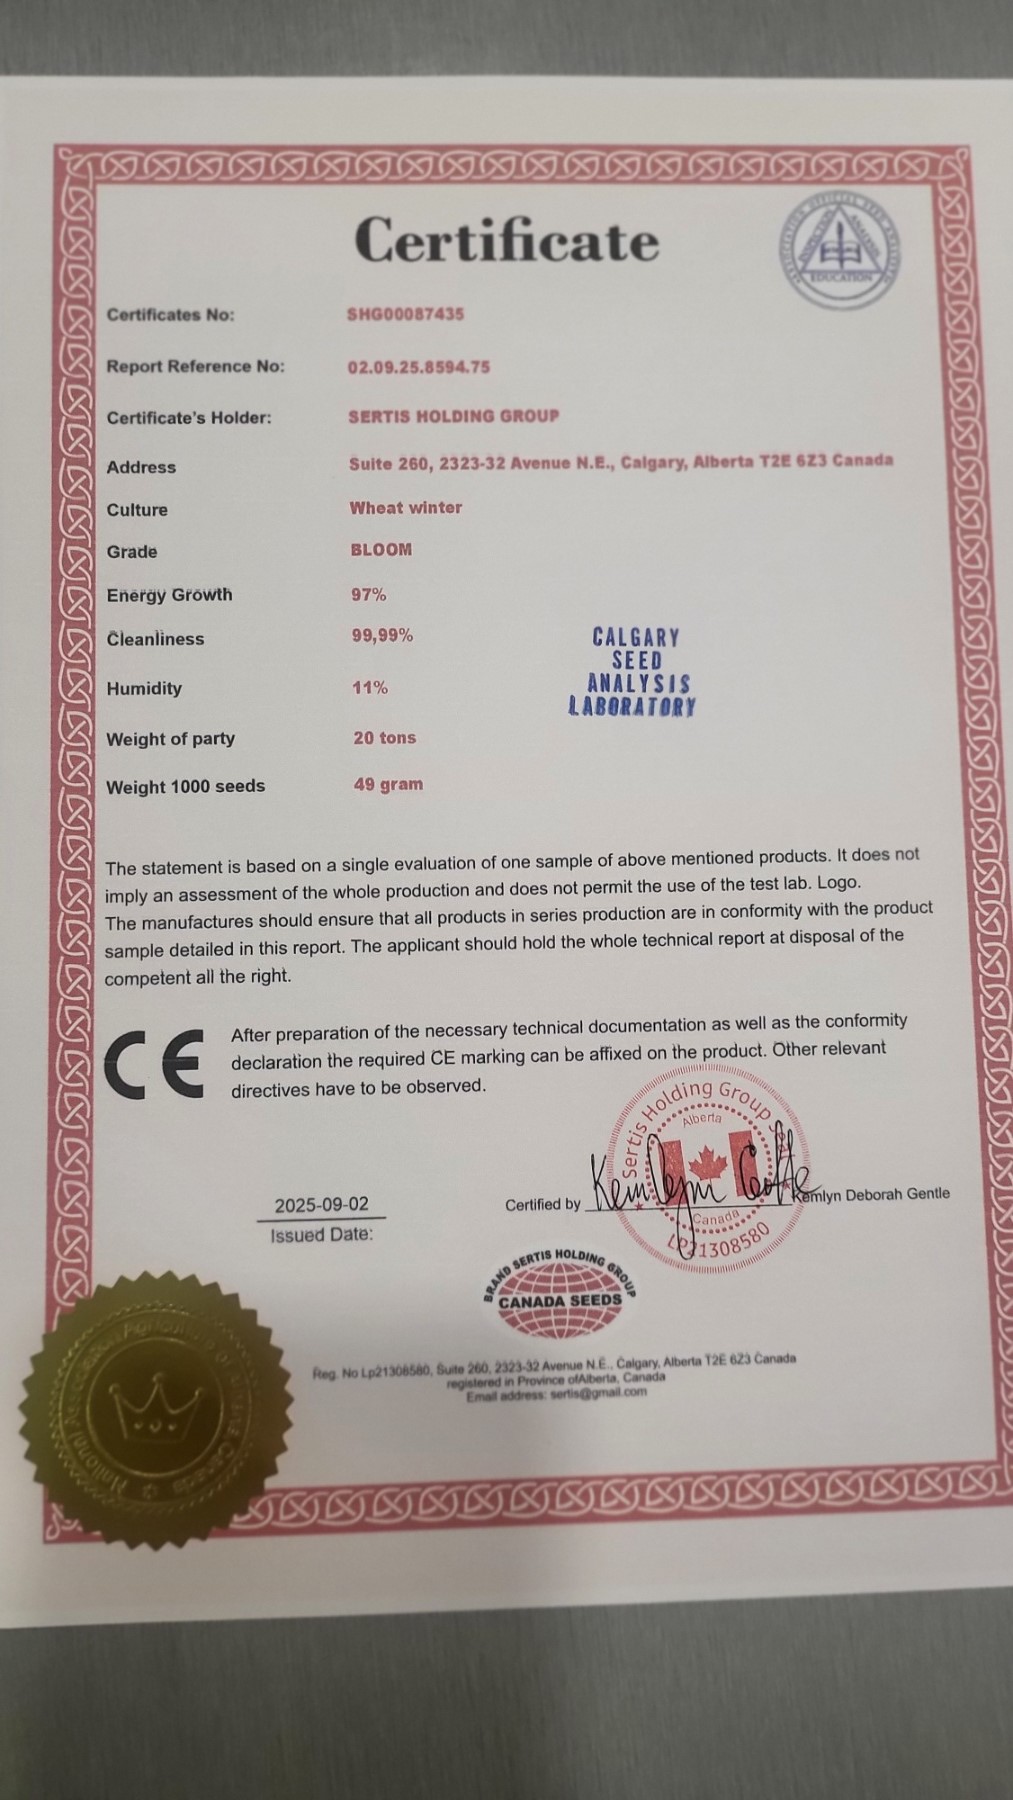 Certificate
ANALYSIS
EDUCATION
Certificates No: SHG00087435
Report Reference No: 02.09.25.8594.75
Certificate's Holder: SERTIS HOLDING GROUP
Address Suite 260, 2323-32 Avenue N.E., Calgary, Alberta T2E 6Z3 Canada
Culture Wheat winter
Grade BLOOM
Energy Growth 97%
Cleanliness 99,99%
Humidity 11%
Weight of party 20 tons
Weight 1000 seeds 49 gram
CALGARY
SEED
ANALYSIS
LABORATORY
The statement is based on a single evaluation of one sample of above mentioned products. It does not
imply an assessment of the whole production and does not permit the use of the test lab. Logo.
The manufactures should ensure that all products in series production are in conformity with the product
sample detailed in this report. The applicant should hold the whole technical report at disposal of the
competent all the right.
CE
After preparation of the necessary technical documentation as well as the conformity
declaration the required CE marking can be affixed on the product. Other relevant
directives have to be observed.
Sertis Holding Group
Alberta
Canada
LP21308580
2025-09-02
Issued Date:
Certified by Kemlyn Deborah Gentle
BRAND SERTIS HOLDING GROUP
CANADA SEEDS
Reg. No Lp21308580, Suite 260, 2323-32 Avenue N.E., Calgary, Alberta T2E 6Z3 Canada
registered in Province ofAlberta, Canada
Email address: sertis@gmail.com
National